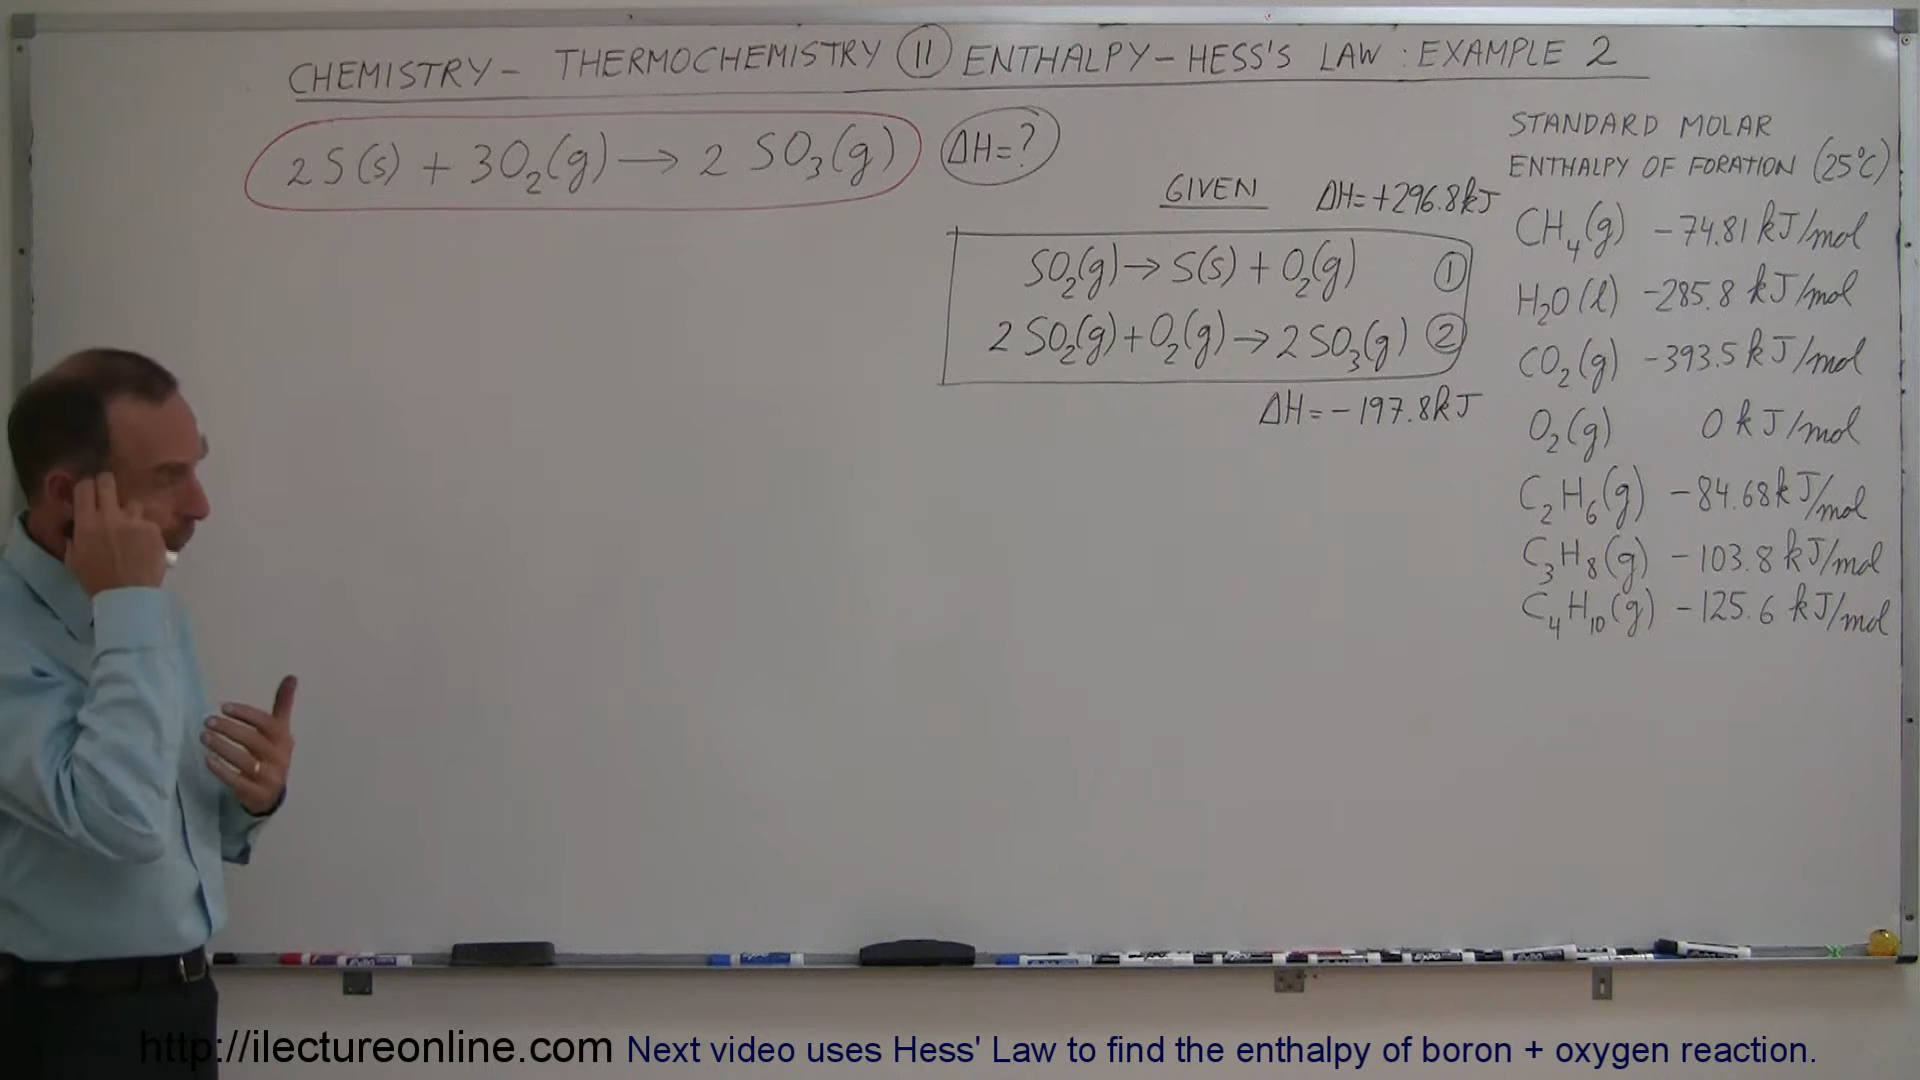 CHEMISTRY - THERMOCHEMISTRY 11 ENTHALPY - HESS'S LAW : EXAMPLE 2
2S(s) + 3O₂(g) → 2 SO₃(g) ΔH=?
GIVEN ΔH=+296.8kJ
SO₂(g) → S(s) + O₂(g) 1
2 SO₂(g) + O₂(g) → 2 SO₃(g) 2
ΔH = -197.8kJ
STANDARD MOLAR
ENTHALPY OF FORATION (25°C)
CH₄(g) -74.81 kJ/mol
H₂O(l) -285.8 kJ/mol
CO₂(g) -393.5 kJ/mol
O₂(g) 0 kJ/mol
C₂H₆(g) -84.68 kJ/mol
C₃H₈(g) -103.8 kJ/mol
C₄H₁₀(g) -125.6 kJ/mol
http://ilectureonline.com Next video uses Hess' Law to find the enthalpy of boron + oxygen reaction.